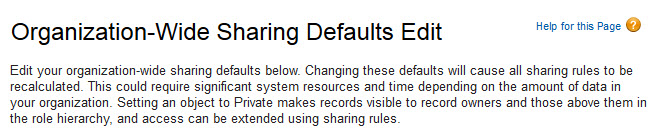 Organization-Wide Sharing Defaults Edit
Help for this Page ?
Edit your organization-wide sharing defaults below. Changing these defaults will cause all sharing rules to be
recalculated. This could require significant system resources and time depending on the amount of data in
your organization. Setting an object to Private makes records visible to record owners and those above them in
the role hierarchy, and access can be extended using sharing rules.